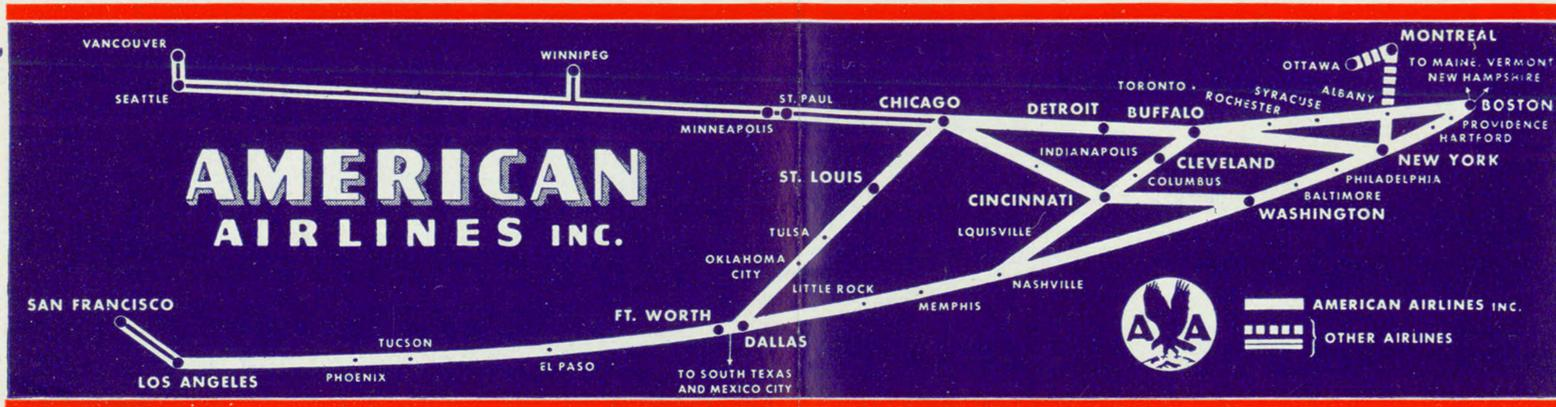 VANCOUVER
SEATTLE
WINNIPEG
MINNEAPOLIS
ST. PAUL
CHICAGO
DETROIT
BUFFALO
TORONTO
ROCHESTER
SYRACUSE
ALBANY
OTTAWA
MONTREAL
TO MAINE, VERMONT
NEW HAMPSHIRE
BOSTON
PROVIDENCE
HARTFORD
NEW YORK
PHILADELPHIA
BALTIMORE
WASHINGTON
INDIANAPOLIS
CLEVELAND
COLUMBUS
CINCINNATI
LOUISVILLE
NASHVILLE
MEMPHIS
LITTLE ROCK
ST. LOUIS
TULSA
OKLAHOMA
CITY
AMERICAN
AIRLINES INC.
SAN FRANCISCO
LOS ANGELES
PHOENIX
TUCSON
EL PASO
FT. WORTH
DALLAS
TO SOUTH TEXAS
AND MEXICO CITY
A A
AMERICAN AIRLINES INC.
OTHER AIRLINES